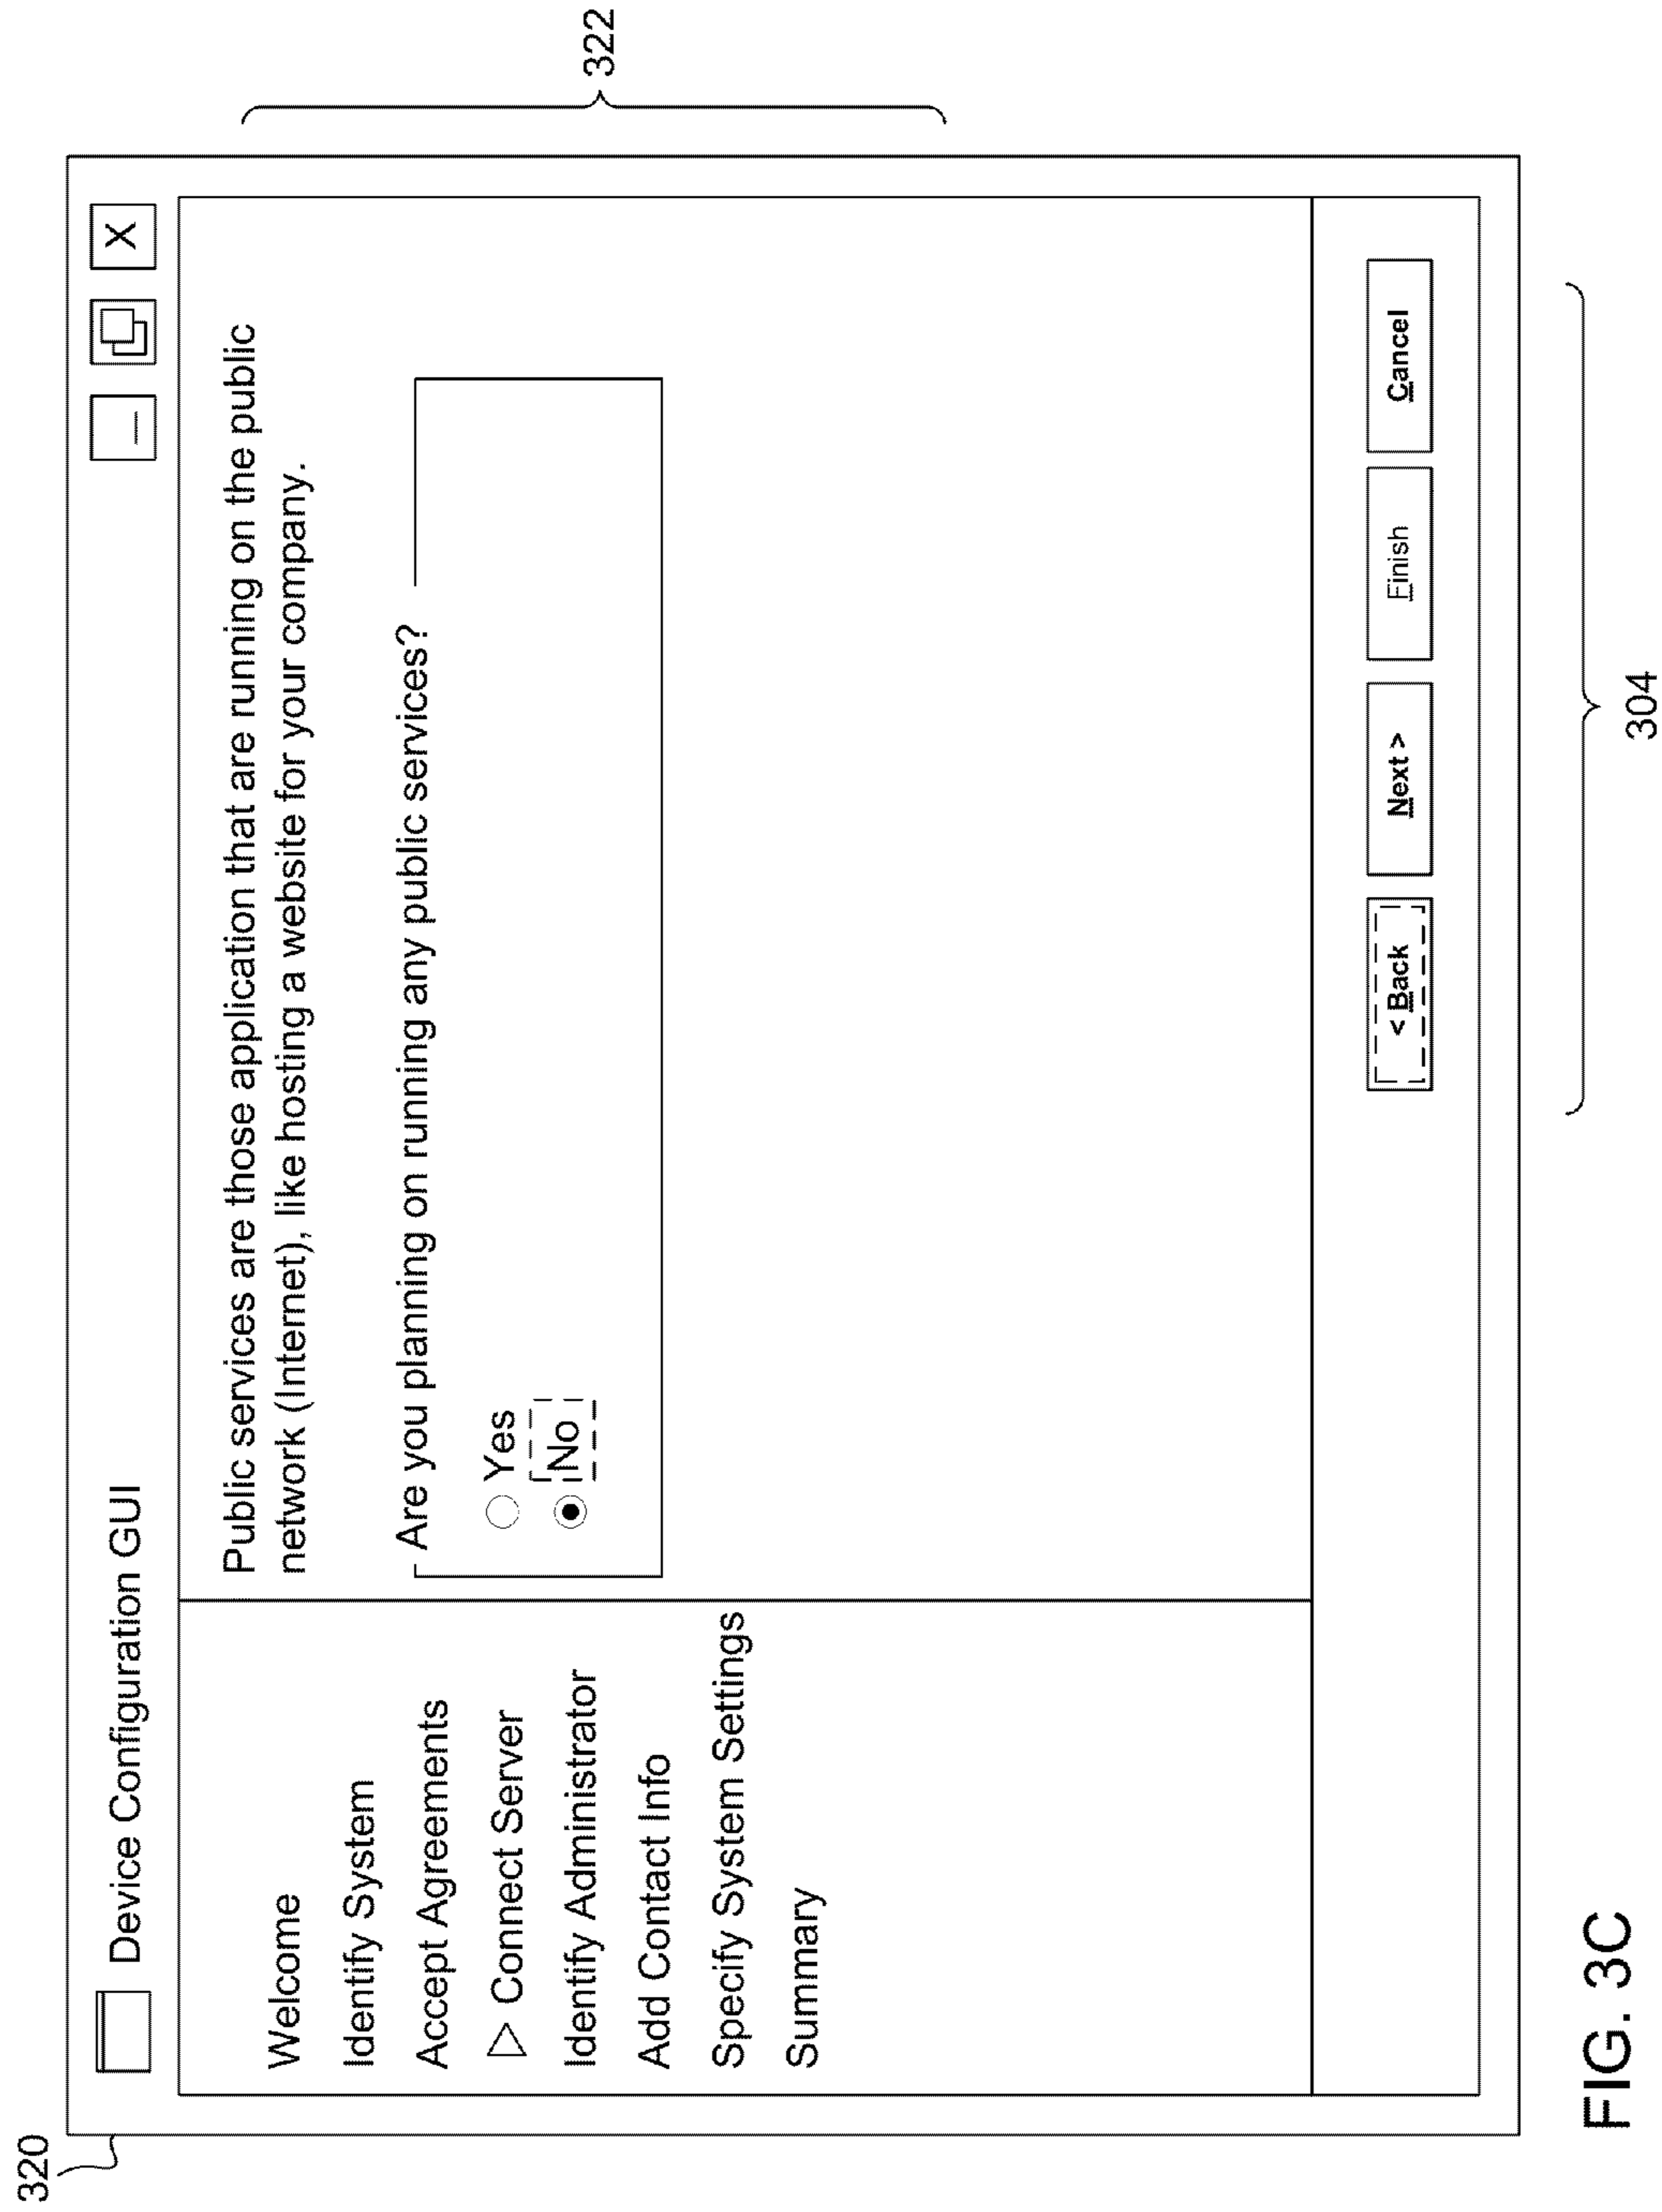 320
Device Configuration GUI
X
Welcome
Identify System
Accept Agreements
Connect Server
Identify Administrator
Add Contact Info
Specify System Settings
Summary
Public services are those application that are running on the public
network (Internet), like hosting a website for your company.
Are you planning on running any public services?
Yes
No
322
< Back
Next >
Finish
Cancel
304
FIG. 3C